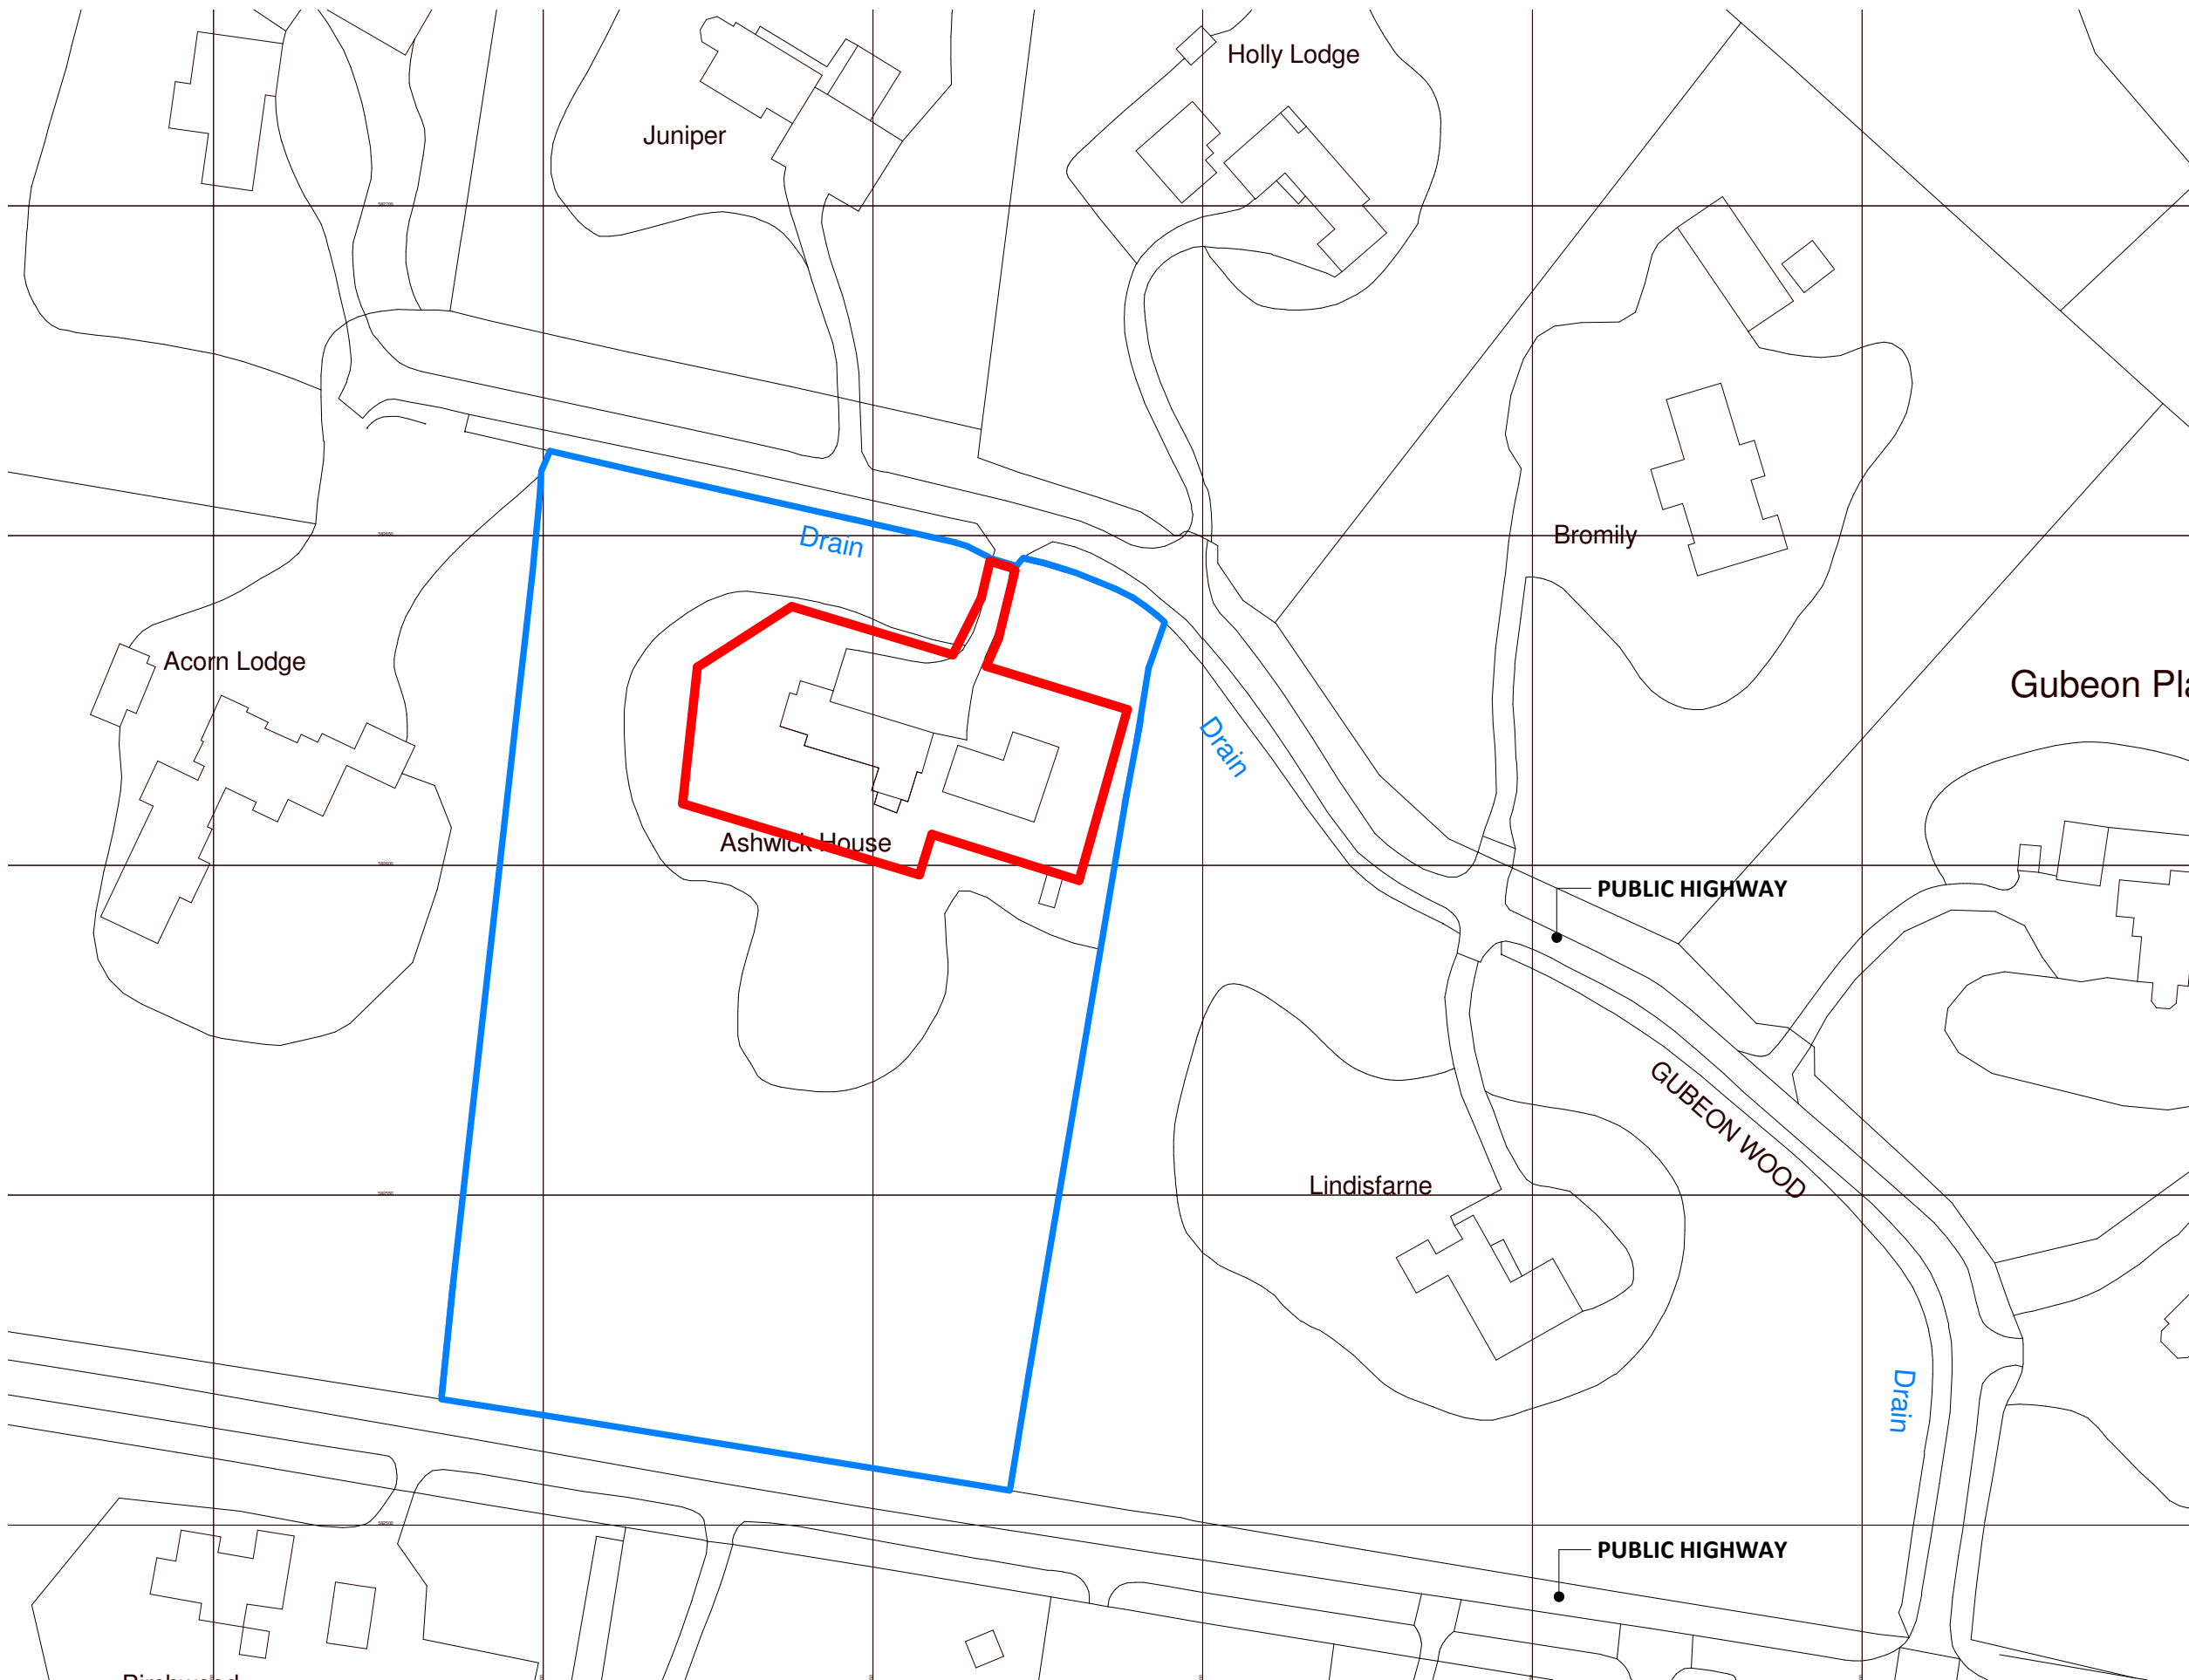 Holly Lodge
Juniper
Drain
Bromily
Acorn Lodge
Gubeon Pla
Drain
Ashwick House
PUBLIC HIGHWAY
GUBEON WOOD
Lindisfarne
Drain
PUBLIC HIGHWAY